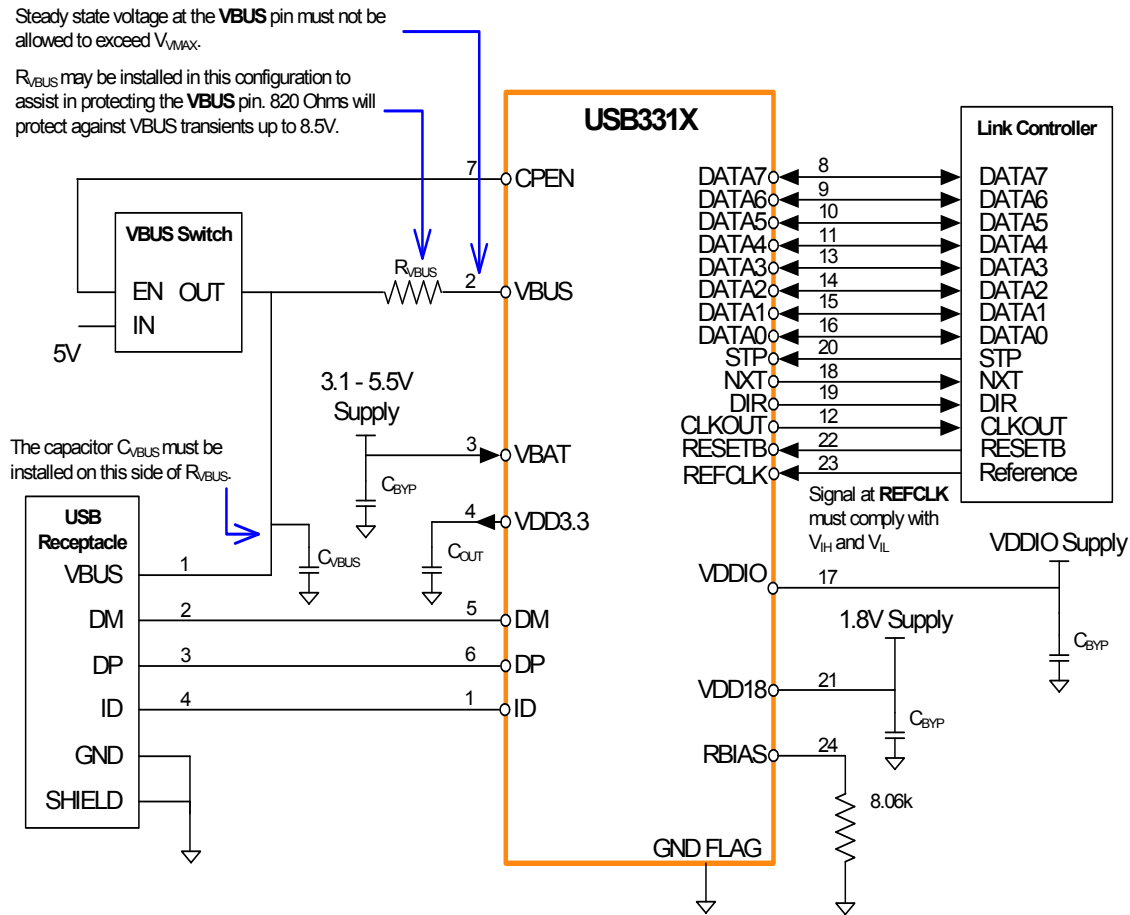 Steady state voltage at the VBUS pin must not be
allowed to exceed VVMAX.
RVBUS may be installed in this configuration to
assist in protecting the VBUS pin. 820 Ohms will
protect against VBUS transients up to 8.5V.
USB331X
Link Controller
7 CPEN
VBUS Switch
EN OUT
IN
5V
RVBUS
2 VBUS
DATA7 8 DATA7
DATA6 9 DATA6
DATA5 10 DATA5
DATA4 11 DATA4
DATA3 13 DATA3
DATA2 14 DATA2
DATA1 15 DATA1
DATA0 16 DATA0
STP 20 STP
NXT 18 NXT
DIR 19 DIR
CLKOUT 12 CLKOUT
RESETB 22 RESETB
REFCLK 23 Reference
3.1 - 5.5V
Supply
3 VBAT
CBYP
4 VDD3.3
COUT
The capacitor CVBUS must be
installed on this side of RVBUS.
Signal at REFCLK
must comply with
VIH and VIL
VDDIO Supply
VDDIO 17
CBYP
USB
Receptacle
VBUS 1
CVBUS
DM 2 5 DM
DP 3 6 DP
ID 4 1 ID
GND
SHIELD
1.8V Supply
VDD18 21
CBYP
RBIAS 24
8.06k
GND FLAG